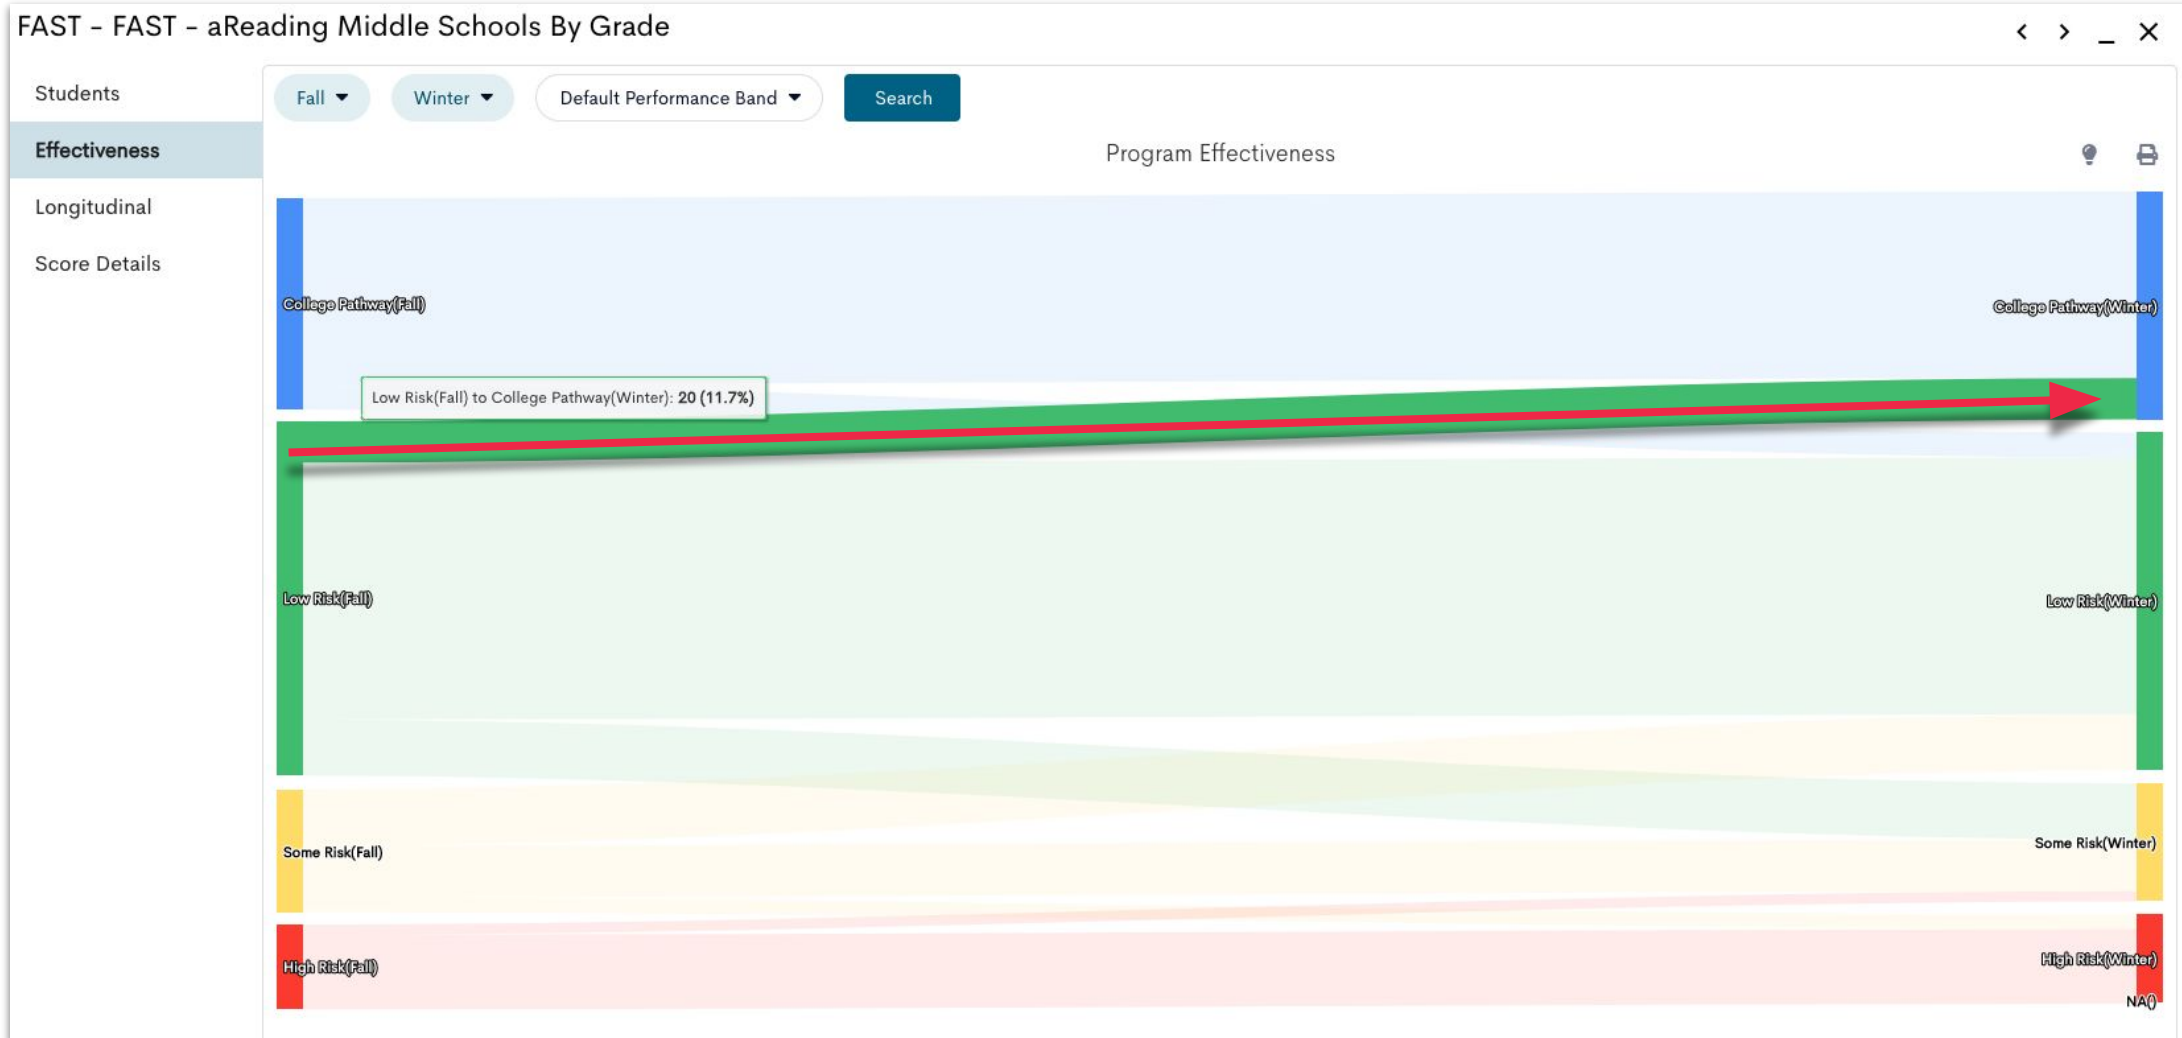 FAST - FAST - aReading Middle Schools By Grade
Students
Effectiveness
Longitudinal
Score Details
Fall
Winter
Default Performance Band
Search
Program Effectiveness
College Pathway(Fall)
College Pathway(Winter)
Low Risk(Fall) to College Pathway(Winter): 20 (11.7%)
Low Risk(Fall)
Low Risk(Winter)
Some Risk(Fall)
Some Risk(Winter)
High Risk(Fall)
High Risk(Winter)
NA()